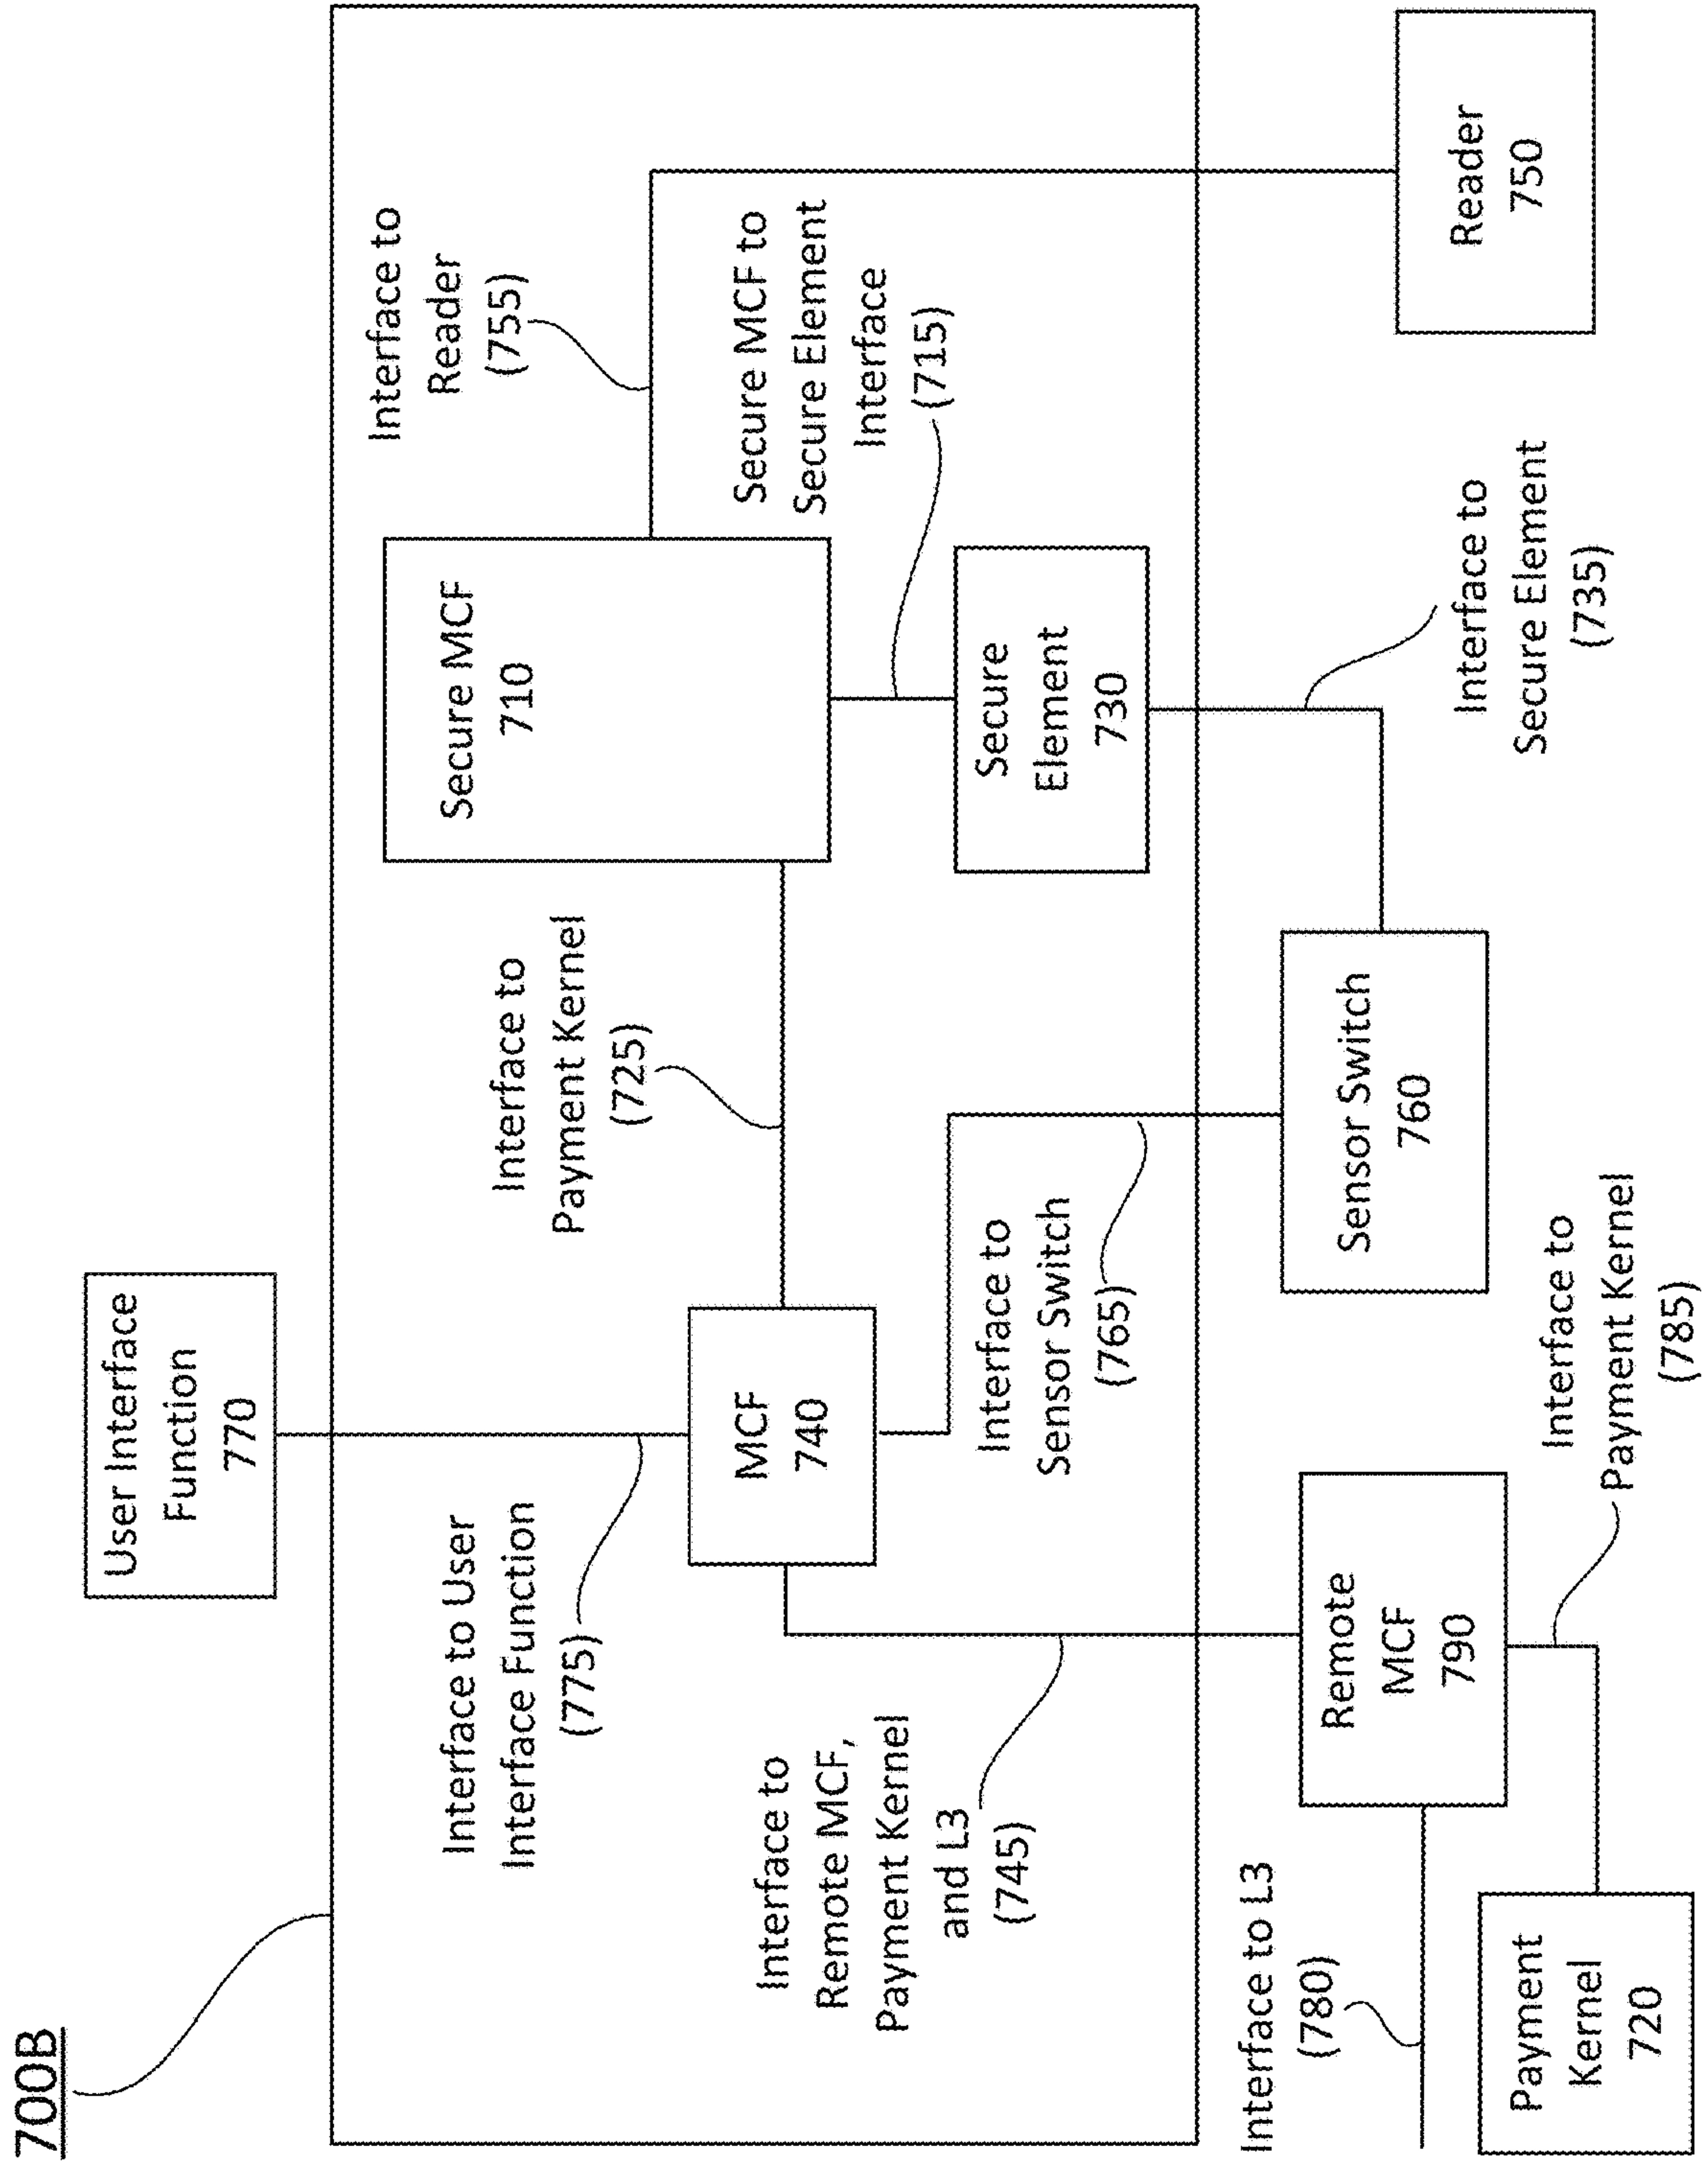 700B
User Interface
Function
770
Interface to User
Interface Function
(775)
Interface to
Payment Kernel
(725)
Secure MCF
710
Interface to
Reader
(755)
Secure MCF to
Secure Element
Interface
(715)
MCF
740
Interface to
Remote MCF,
Payment Kernel
and L3
(745)
Interface to
Sensor Switch
(765)
Secure
Element
730
Interface to L3
(780)
Remote
MCF
790
Sensor Switch
760
Interface to
Secure Element
(735)
Reader
750
Payment
Kernel
720
Interface to
Payment Kernel
(785)